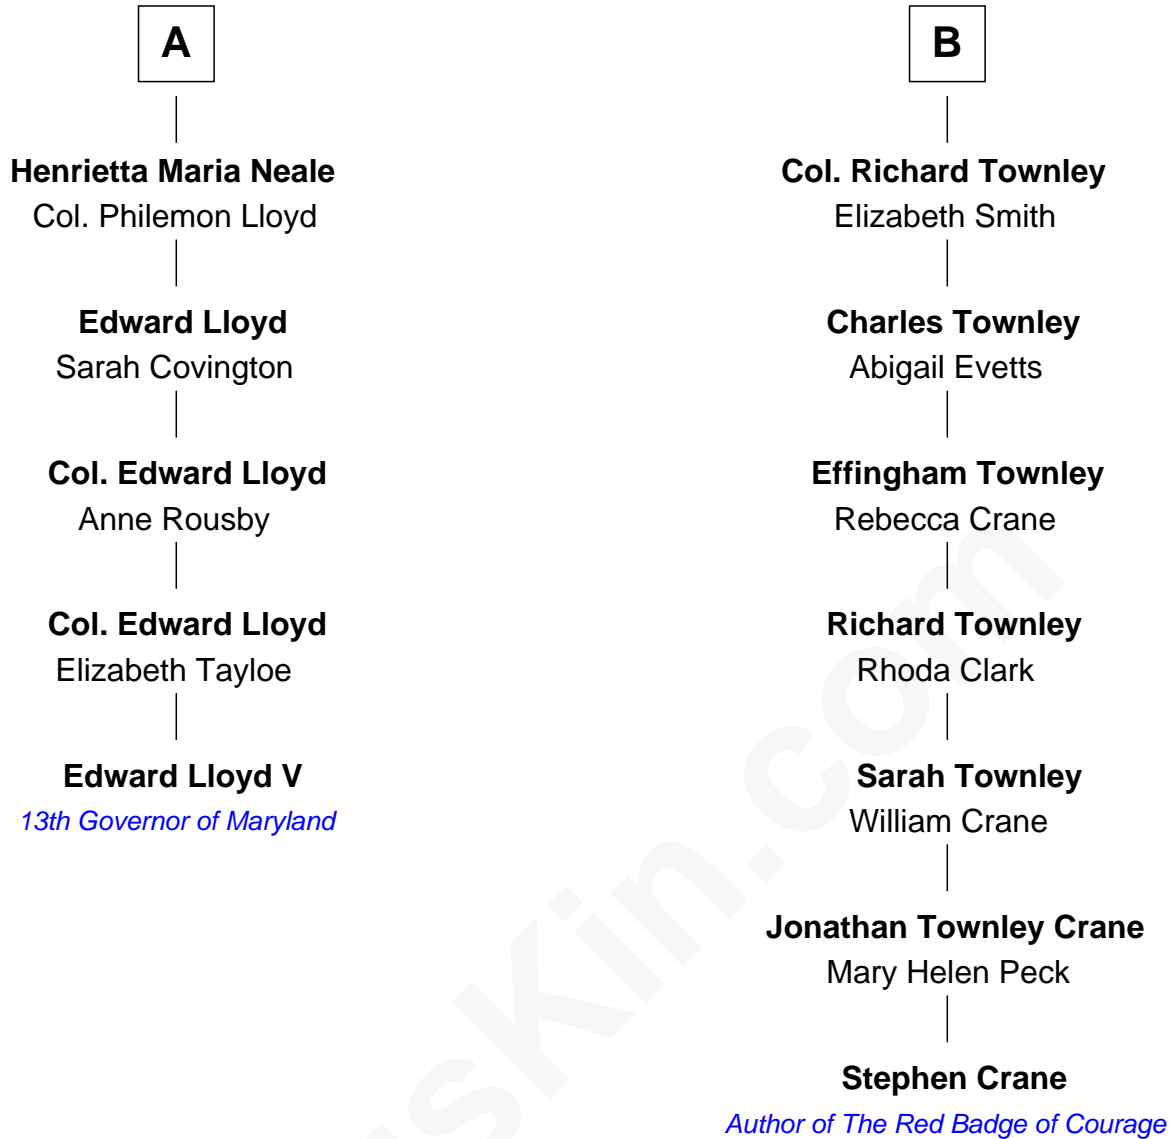 A
Henrietta Maria Neale
Col. Philemon Lloyd
Edward Lloyd
Sarah Covington
Col. Edward Lloyd
Anne Rousby
Col. Edward Lloyd
Elizabeth Tayloe
Edward Lloyd V
13th Governor of Maryland
B
Col. Richard Townley
Elizabeth Smith
Charles Townley
Abigail Evetts
Effingham Townley
Rebecca Crane
Richard Townley
Rhoda Clark
Sarah Townley
William Crane
Jonathan Townley Crane
Mary Helen Peck
Stephen Crane
Author of The Red Badge of Courage
sKin.com